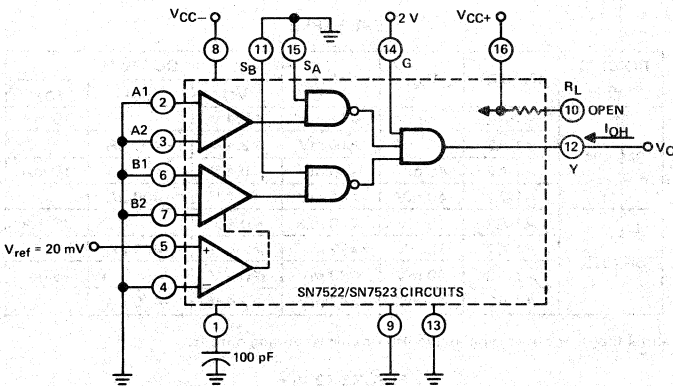 VCC−
2 V
VCC+
8
11
15
14
16
SB
SA
G
RL
10
OPEN
A1
2
IOH
A2
3
12
VO
Y
B1
6
B2
7
Vref = 20 mV
5
+
4
−
SN7522/SN7523 CIRCUITS
1
9
13
100 pF